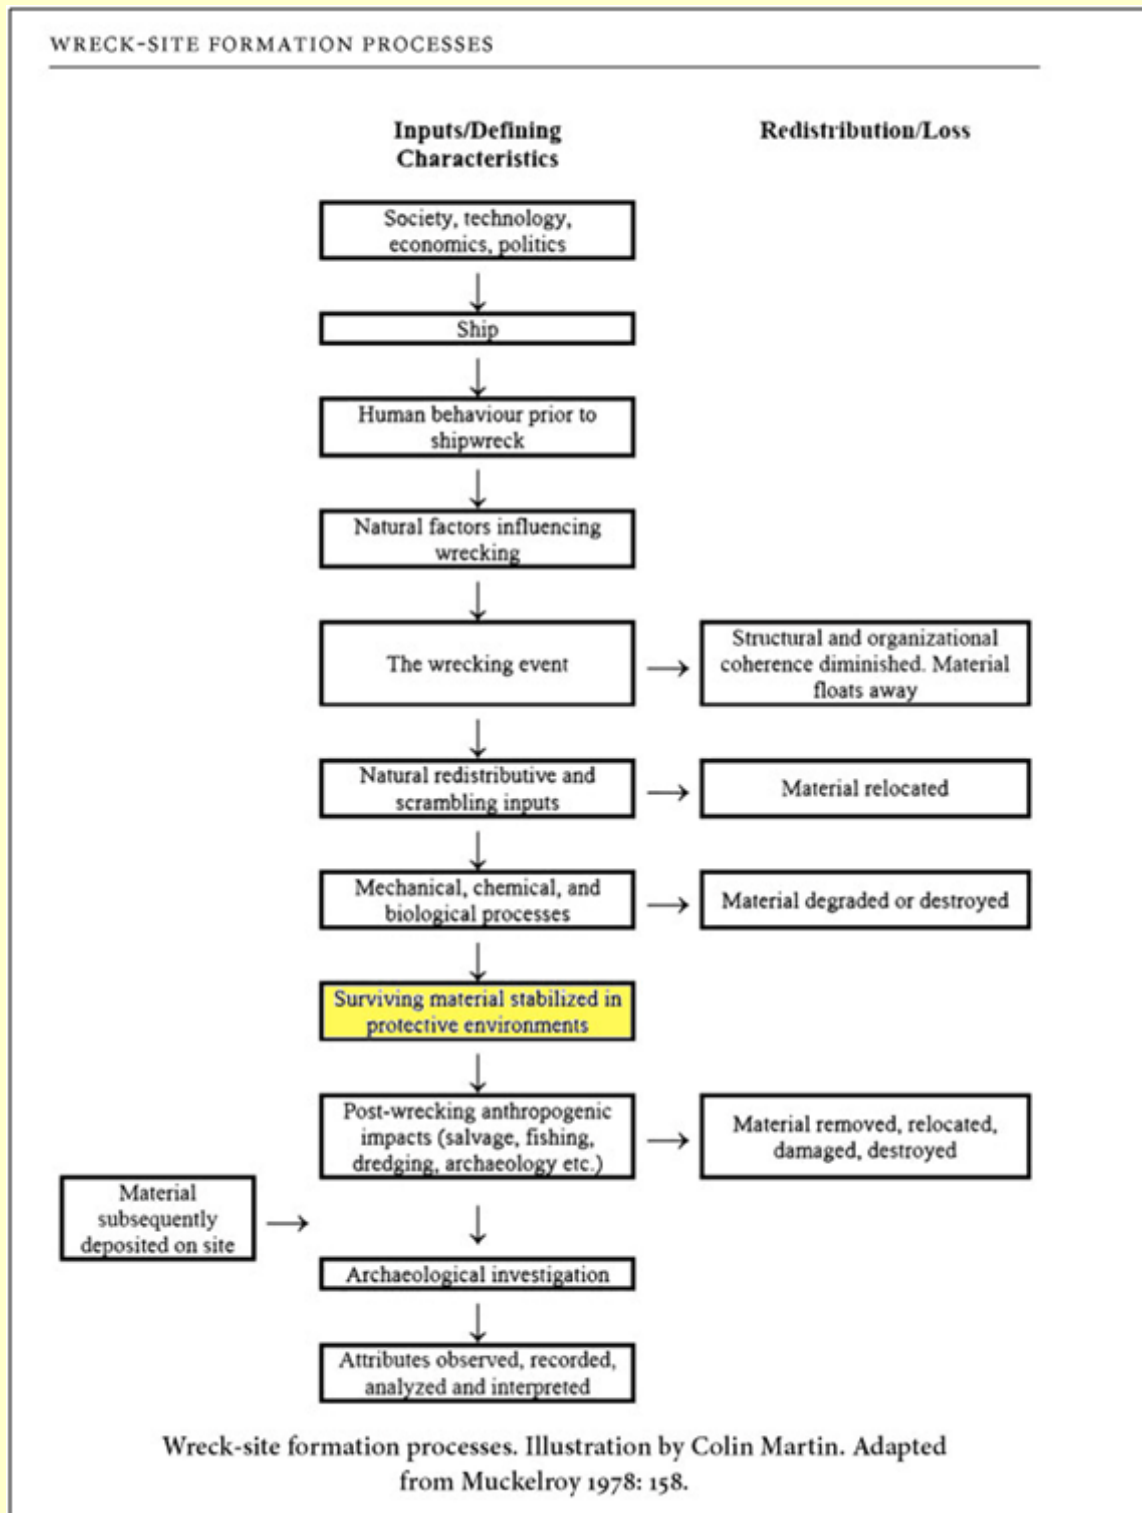 WRECK-SITE FORMATION PROCESSES
Inputs/Defining
Characteristics
Redistribution/Loss
Society, technology,
economics, politics
Ship
Human behaviour prior to
shipwreck
Natural factors influencing
wrecking
The wrecking event
Structural and organizational
coherence diminished. Material
floats away
Natural redistributive and
scrambling inputs
Material relocated
Mechanical, chemical, and
biological processes
Material degraded or destroyed
Surviving material stabilized in
protective environments
Post-wrecking anthropogenic
impacts (salvage, fishing,
dredging, archaeology etc.)
Material removed, relocated,
damaged, destroyed
Material
subsequently
deposited on site
Archaeological investigation
Attributes observed, recorded,
analyzed and interpreted
Wreck-site formation processes. Illustration by Colin Martin. Adapted
from Muckelroy 1978: 158.